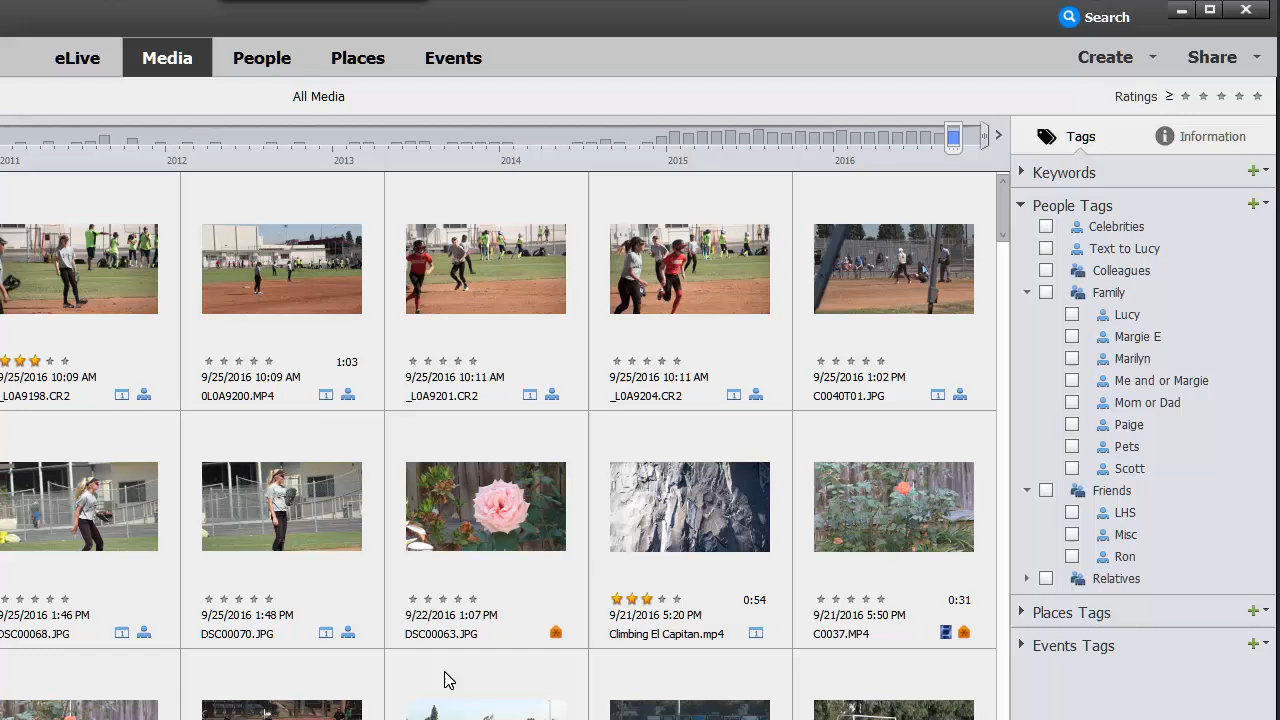 Search
eLive Media People Places Events Create Share
All Media Ratings ≥
Tags Information
2011 2012 2013 2014 2015 2016
Keywords
People Tags
Celebrities
Text to Lucy
Colleagues
Family
Lucy
Margie E
Marilyn
Me and or Margie
Mom or Dad
Paige
Pets
Scott
Friends
LHS
Misc
Ron
Relatives
Places Tags
Events Tags
1:03
9/25/2016 10:09 AM 9/25/2016 10:09 AM 9/25/2016 10:11 AM 9/25/2016 10:11 AM 9/25/2016 1:02 PM
_L0A9198.CR2 0L0A9200.MP4 _L0A9201.CR2 _L0A9204.CR2 C0040T01.JPG
0:54 0:31
9/25/2016 1:46 PM 9/25/2016 1:48 PM 9/22/2016 1:07 PM 9/21/2016 5:20 PM 9/21/2016 5:50 PM
DSC00068.JPG DSC00070.JPG DSC00063.JPG Climbing El Capitan.mp4 C0037.MP4